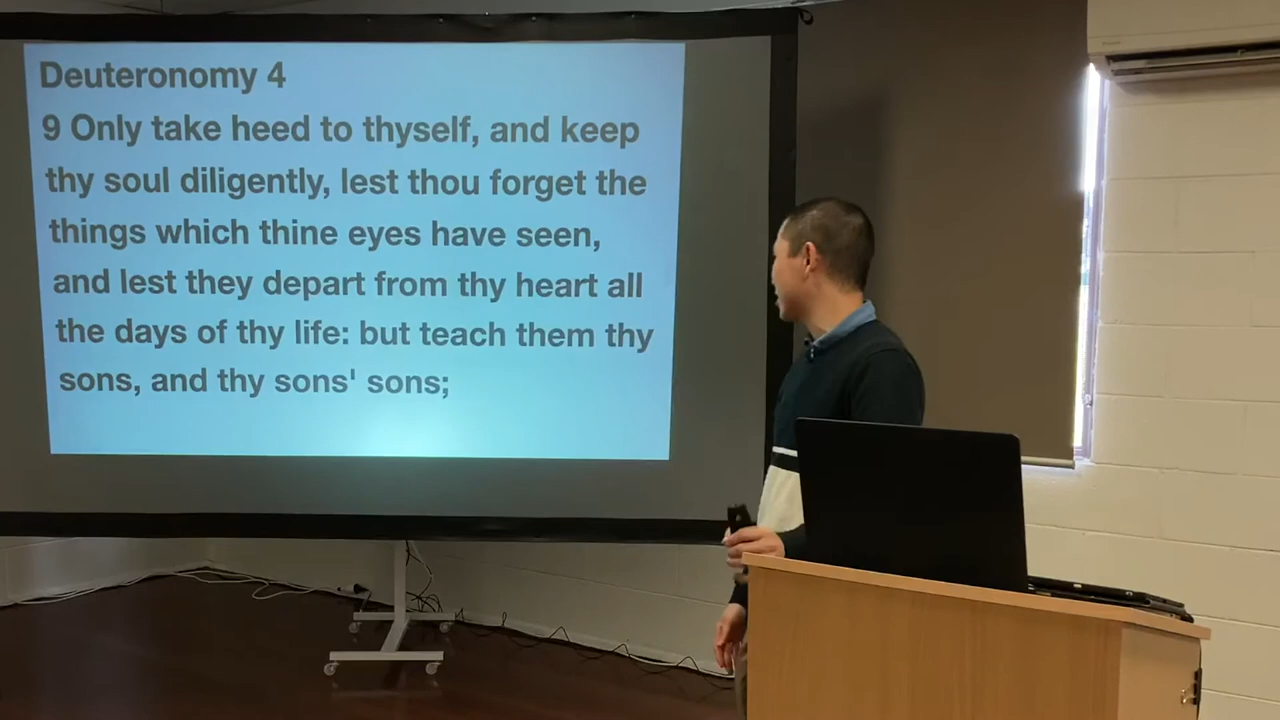 Deuteronomy 4
9 Only take heed to thyself, and keep
thy soul diligently, lest thou forget the
things which thine eyes have seen,
and lest they depart from thy heart all
the days of thy life: but teach them thy
sons, and thy sons' sons;